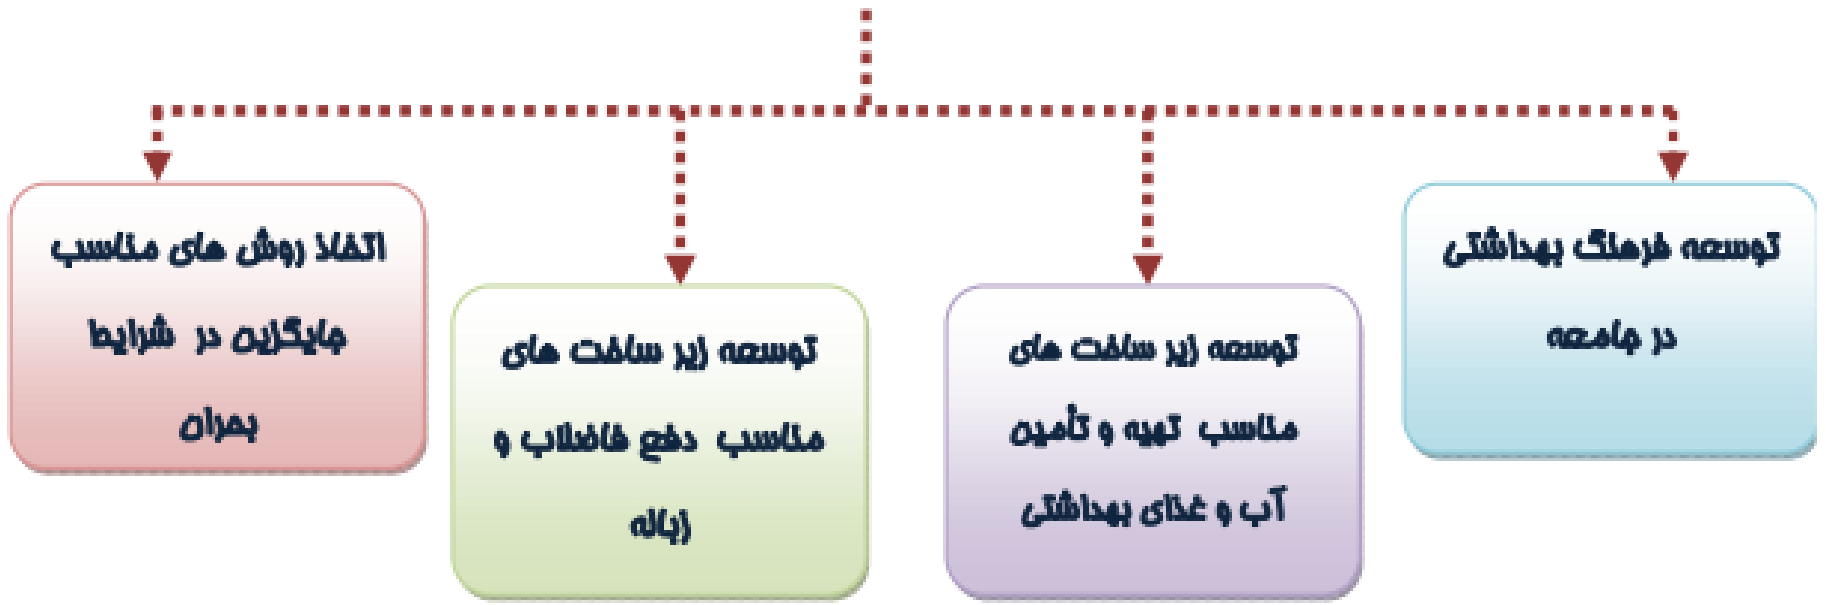 توسعه فرهنگ بهداشتی
در جامعه
توسعه زیر ساخت های
مناسب تهیه و تأمین
آب و غذای بهداشتی
توسعه زیر ساخت های
مناسب دفع فاضلاب و
زباله
اتخاذ روش های مناسب
جایگزین در شرایط
بحران